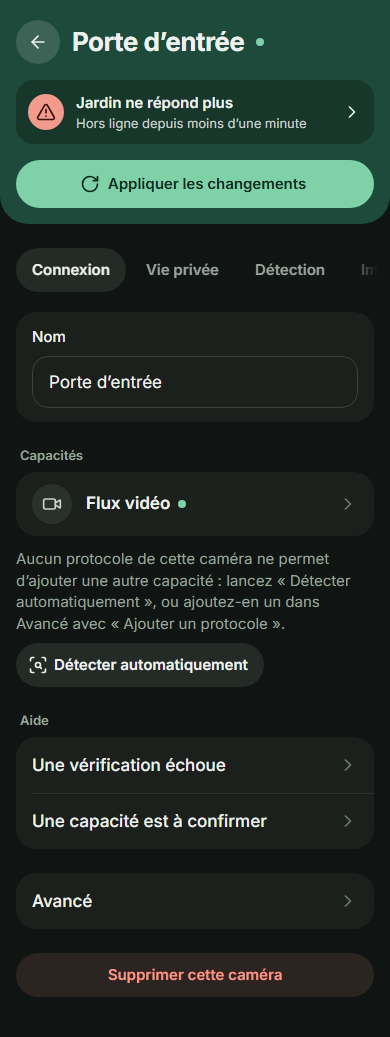 Porte d’entrée
Jardin ne répond plus
Hors ligne depuis moins d’une minute
Appliquer les changements
Connexion Vie privée Détection
Nom
Porte d’entrée
Capacités
Flux vidéo
Aucun protocole de cette caméra ne permet
d’ajouter une autre capacité : lancez « Détecter
automatiquement », ou ajoutez-en un dans
Avancé avec « Ajouter un protocole ».
Détecter automatiquement
Aide
Une vérification échoue
Une capacité est à confirmer
Avancé
Supprimer cette caméra